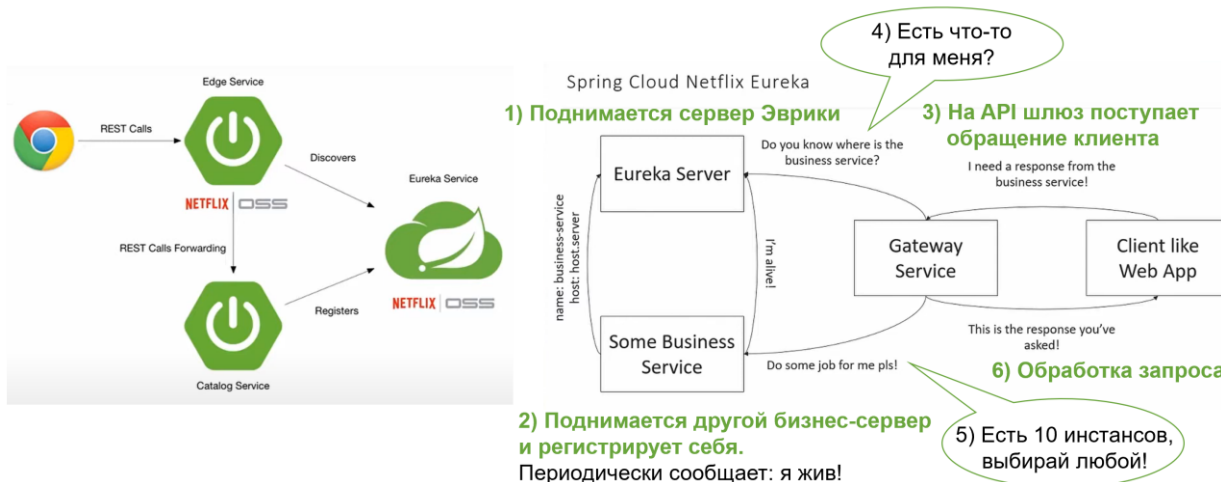 Edge Service
REST Calls
Discovers
NETFLIX OSS
Eureka Service
REST Calls Forwarding
NETFLIX OSS
Registers
Catalog Service
4) Есть что-то
для меня?
Spring Cloud Netflix Eureka
1) Поднимается сервер Эврики
3) На API шлюз поступает
обращение клиента
Do you know where is the
business service?
I need a response from the
business service!
Eureka Server
name: business-service
host: host.server
I'm alive!
Gateway
Service
Client like
Web App
Some Business
Service
This is the response you've
asked!
Do some job for me pls!
6) Обработка запроса
2) Поднимается другой бизнес-сервер
и регистрирует себя.
Периодически сообщает: я жив!
5) Есть 10 инстансов,
выбирай любой!